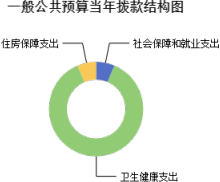 一般公共预算当年拨款结构图
住房保障支出
社会保障和就业支出
卫生健康支出